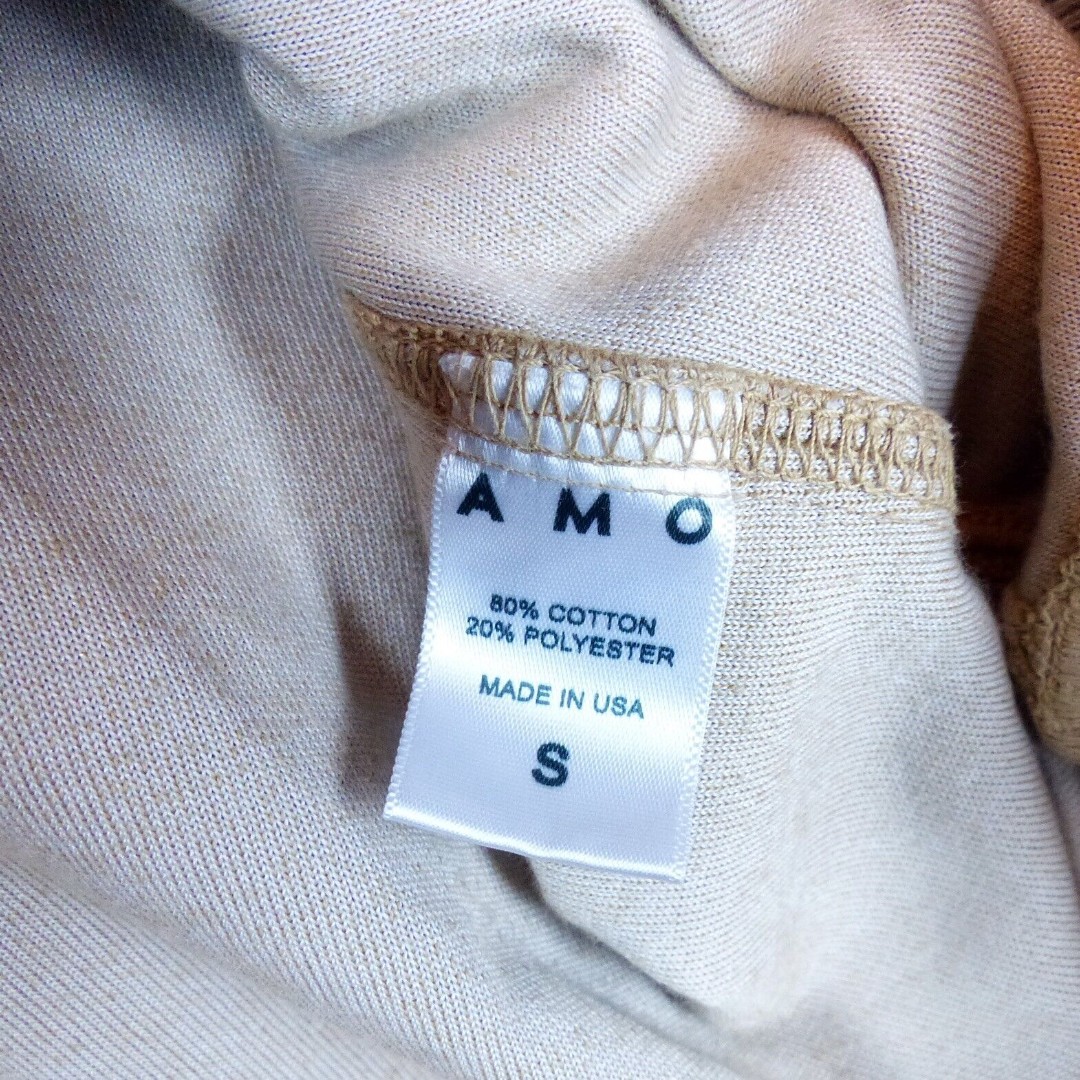 AMO
80% COTTON
20% POLYESTER
MADE IN USA
S